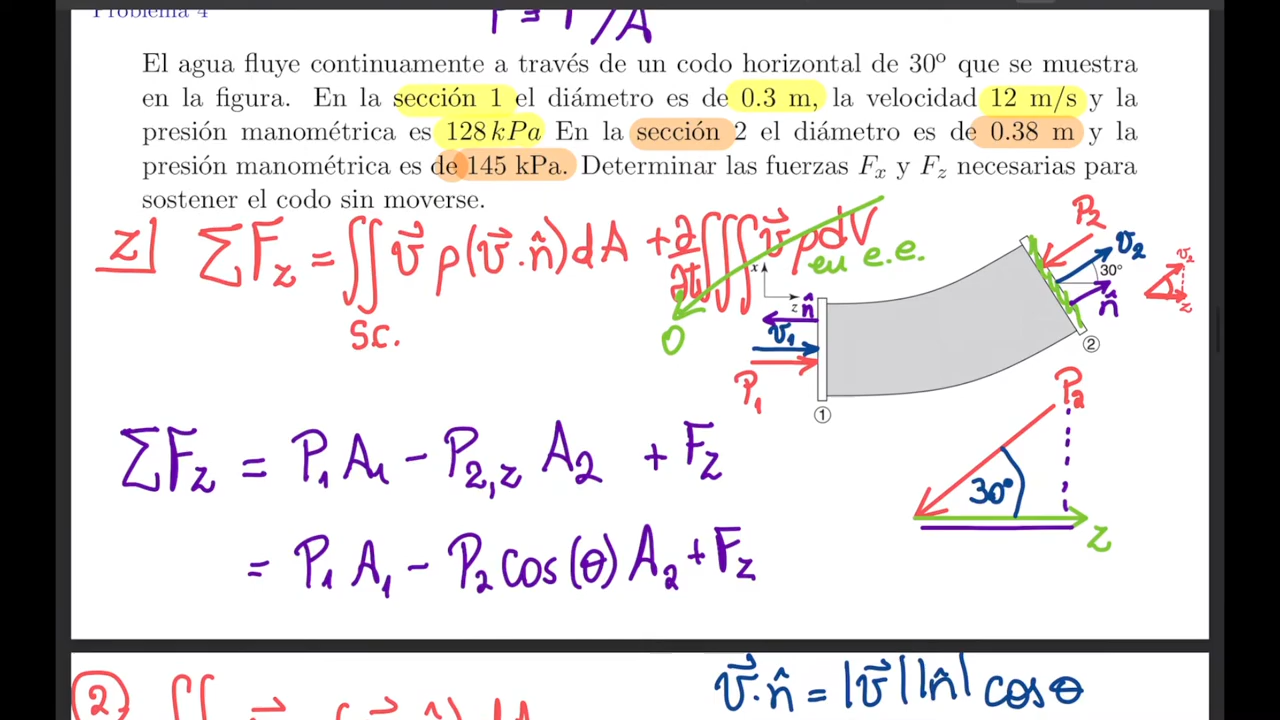 Problema 4
P = F/A
El agua fluye continuamente a través de un codo horizontal de 30º que se muestra
en la figura. En la sección 1 el diámetro es de 0.3 m, la velocidad 12 m/s y la
presión manométrica es 128 kPa En la sección 2 el diámetro es de 0.38 m y la
presión manométrica es de 145 kPa. Determinar las fuerzas Fx y Fz necesarias para
sostener el codo sin moverse.
z| ΣFz = ∬ v⃗ ρ(v⃗ · n̂) dA + ∂/∂t ∭ v⃗ ρ dV
S.C.
en e.e.
0
x
z
n̂
v⃗1
P1
①
P2
v⃗2
30°
n̂
②
v⃗2
z
ΣFz = P1 A1 − P2,z A2 + Fz
= P1 A1 − P2 cos(θ) A2 + Fz
P2
30°
z
② ∬
v⃗ · n̂ = |v⃗| |n̂| cos θ